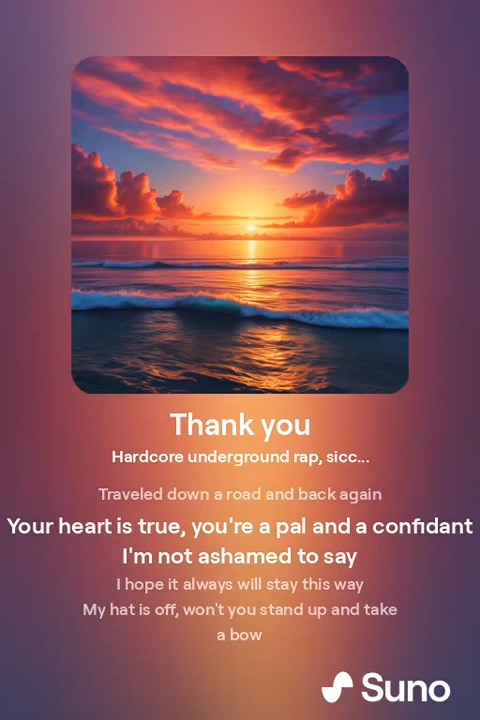 Thank you
Hardcore underground rap, sicc...
Traveled down a road and back again
Your heart is true, you're a pal and a confidant
I'm not ashamed to say
I hope it always will stay this way
My hat is off, won't you stand up and take
a bow
Suno